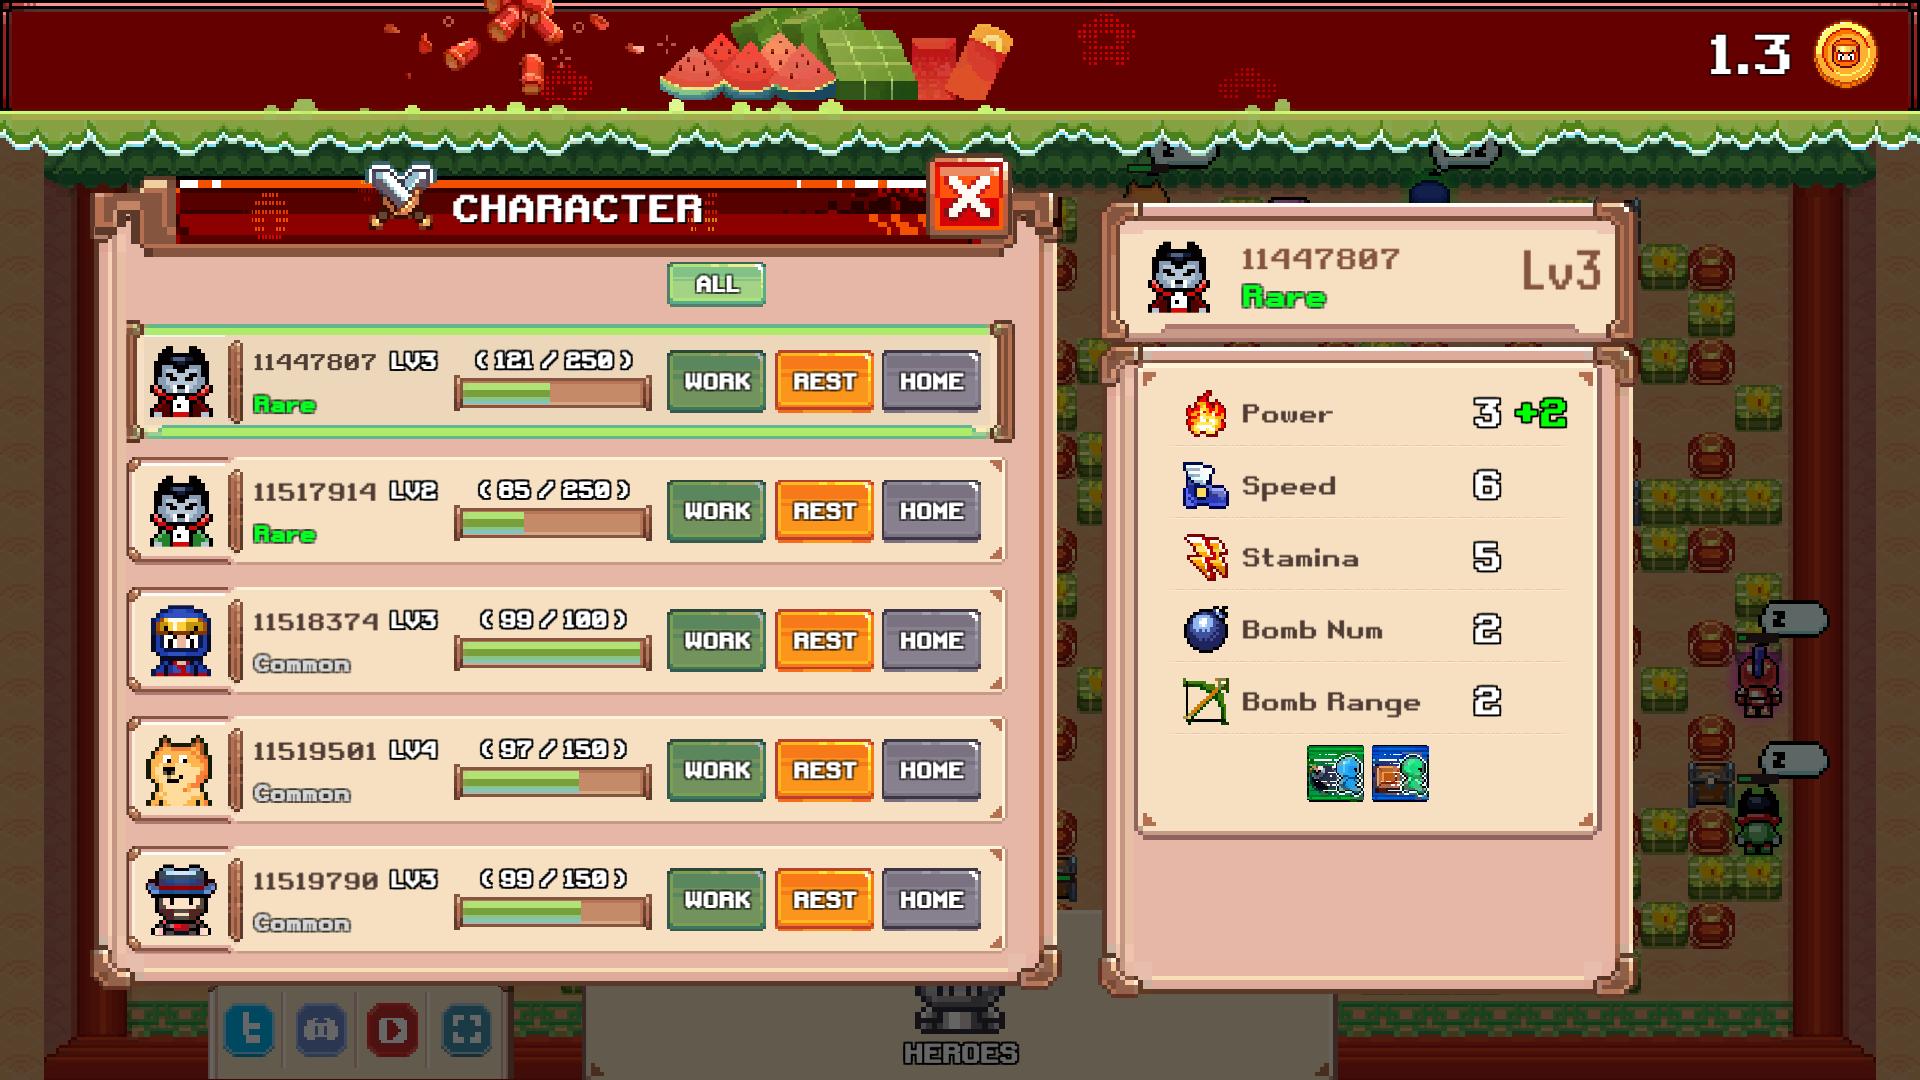 1.3
CHARACTER
ALL
11447807 LV3 ( 121 / 250 ) WORK REST HOME
Rare
11517914 LV2 ( 85 / 250 ) WORK REST HOME
Rare
11518374 LV3 ( 99 / 100 ) WORK REST HOME
Common
11519501 LV4 ( 97 / 150 ) WORK REST HOME
Common
11519790 LV3 ( 99 / 150 ) WORK REST HOME
Common
11447807 Lv3
Rare
Power 3 +2
Speed 6
Stamina 5
Bomb Num 2
Bomb Range 2
z
z
HEROES